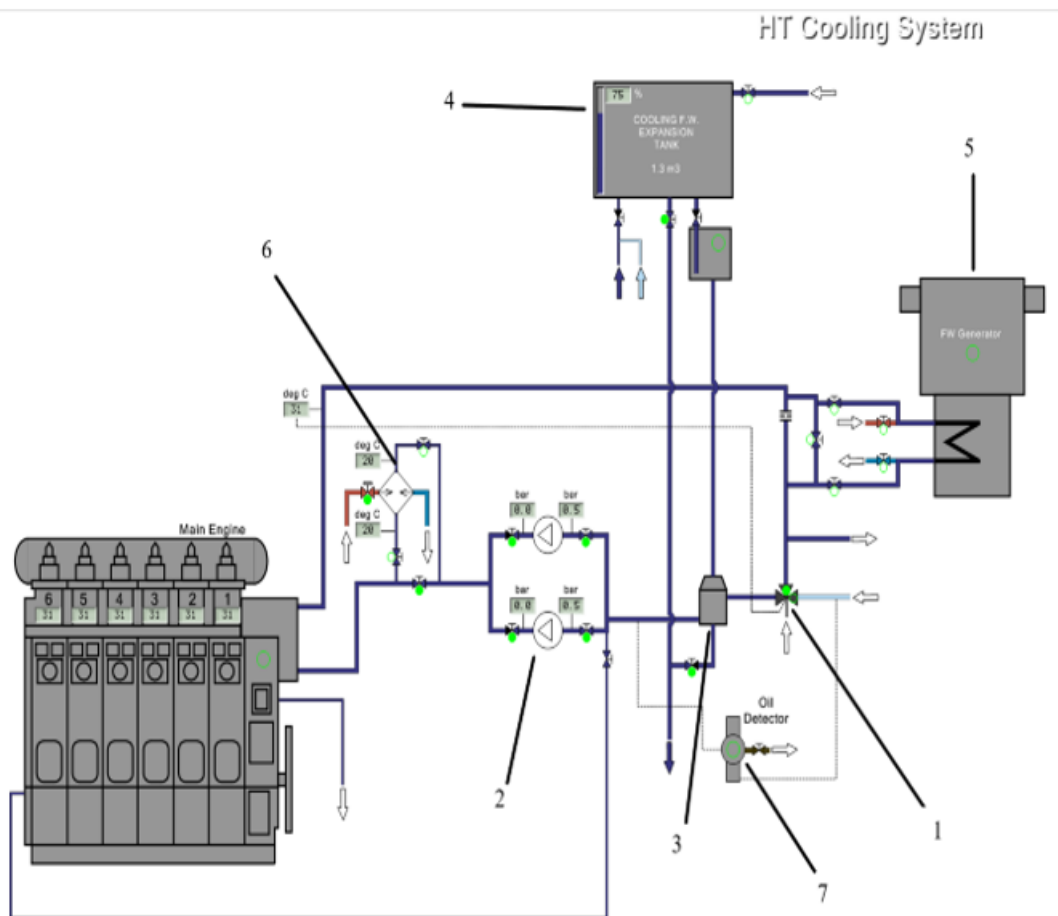 HT Cooling System
4
75 %
COOLING F.W.
EXPANSION
TANK
1.3 m3
5
6
FW Generator
deg C
31
deg C
20
deg C
20
bar
0.0
bar
0.5
bar
0.0
bar
0.5
Main Engine
6 5 4 3 2 1
31 31 31 31 31 31
Oil
Detector
2
3
1
7